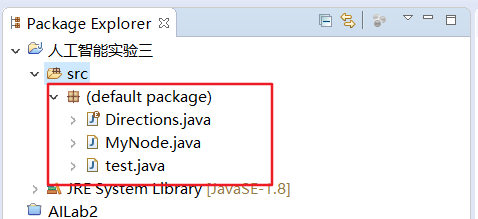 Package Explorer
人工智能实验三
src
(default package)
Directions.java
MyNode.java
test.java
JRE System Library [JavaSE-1.8]
AILab2